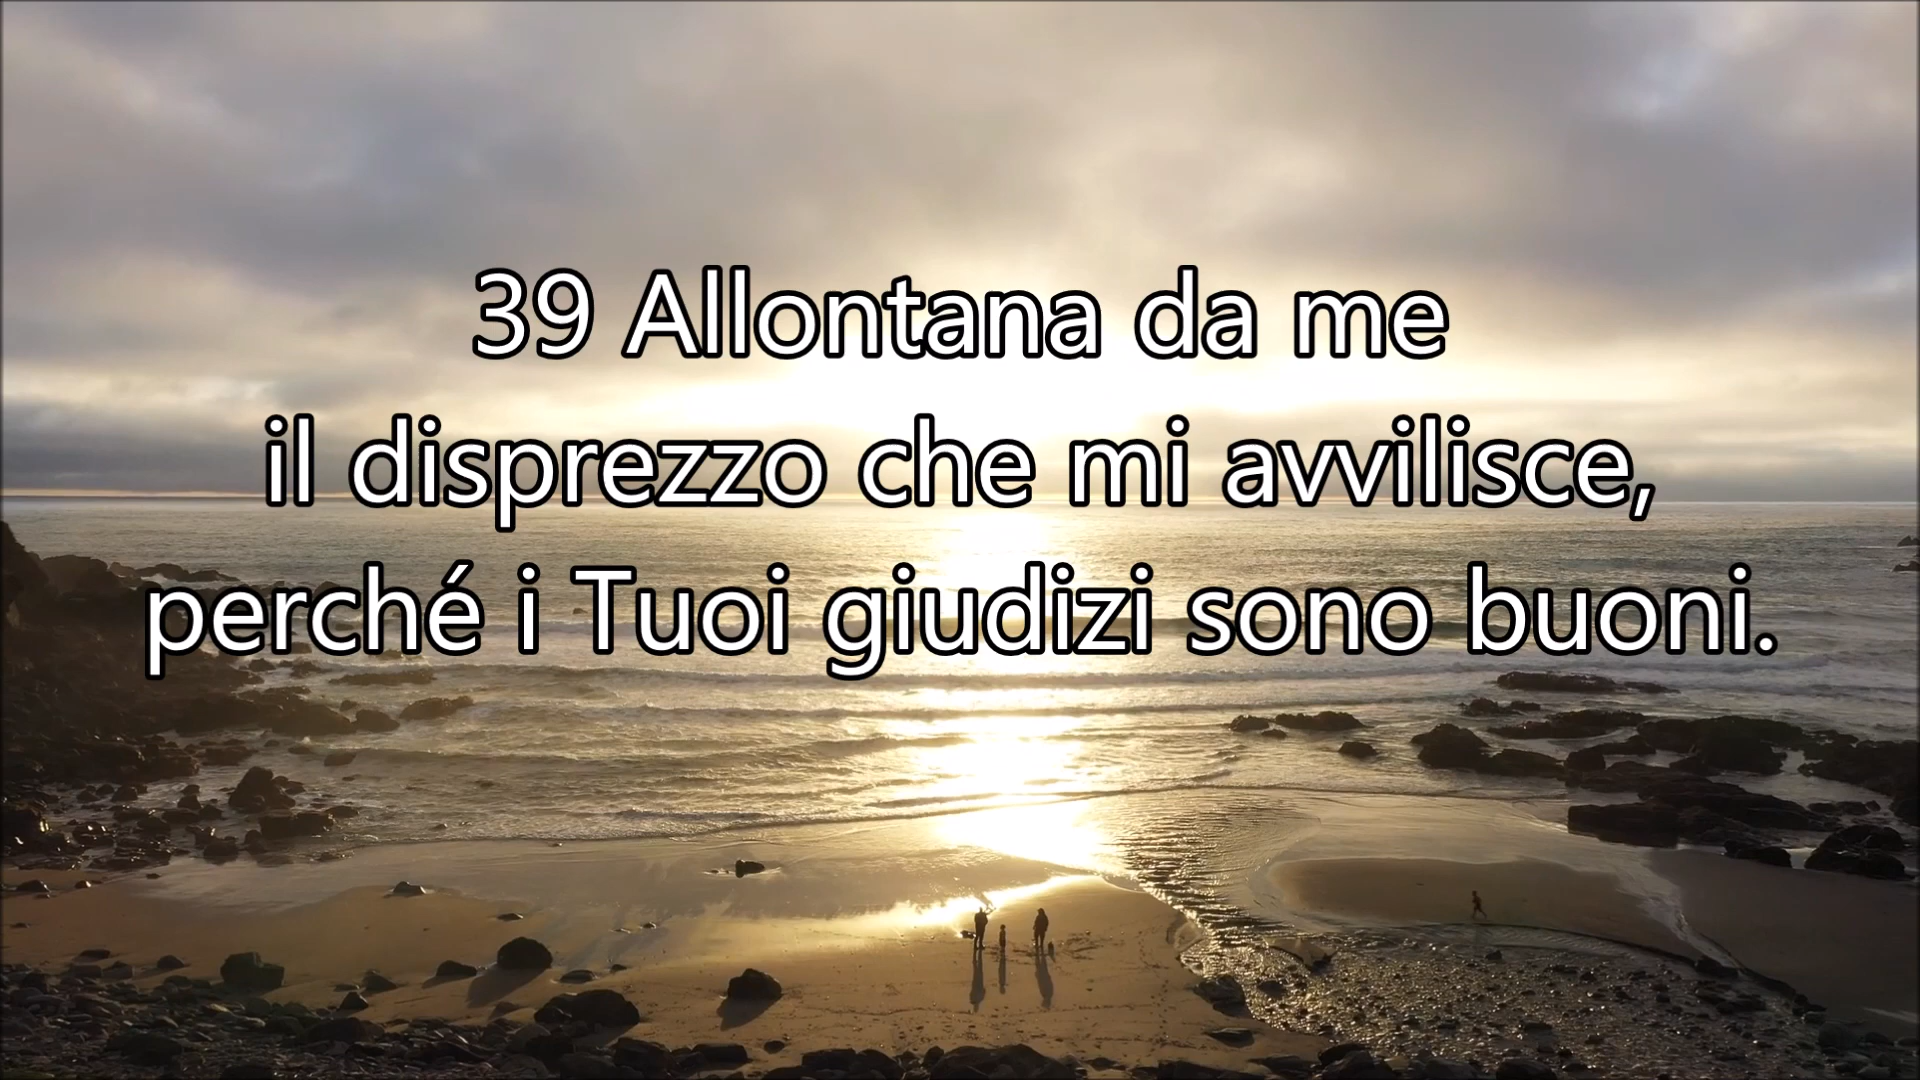 39 Allontana da me
il disprezzo che mi avvilisce,
perché i Tuoi giudizi sono buoni.